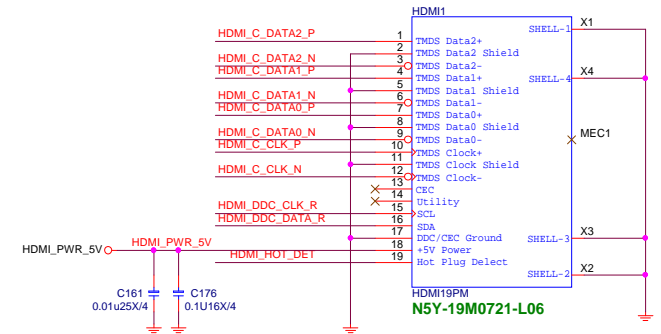 HDMI1
HDMI_C_DATA2_P 1 TMDS Data2+ SHELL-1 X1
2 TMDS Data2 Shield
HDMI_C_DATA2_N 3 TMDS Data2-
HDMI_C_DATA1_P 4 TMDS Data1+ SHELL-4 X4
5 TMDS Data1 Shield
HDMI_C_DATA1_N 6 TMDS Data1-
HDMI_C_DATA0_P 7 TMDS Data0+
8 TMDS Data0 Shield
HDMI_C_DATA0_N 9 TMDS Data0- MEC1
HDMI_C_CLK_P 10 TMDS Clock+
11 TMDS Clock Shield
HDMI_C_CLK_N 12 TMDS Clock-
13 CEC
14 Utility
HDMI_DDC_CLK_R 15 SCL
HDMI_DDC_DATA_R 16 SDA
17 DDC/CEC Ground SHELL-3 X3
HDMI_PWR_5V HDMI_PWR_5V 18 +5V Power
HDMI_HOT_DET 19 Hot Plug Delect
SHELL-2 X2
C161 C176 HDMI19PM
0.01u25X/4 0.1U16X/4 N5Y-19M0721-L06